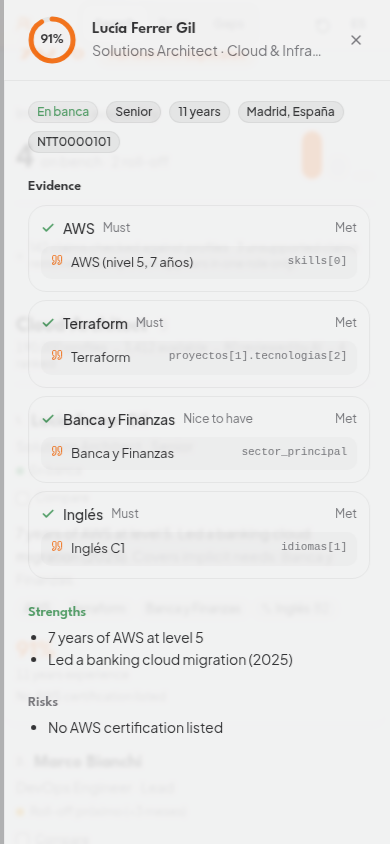 91%
Lucía Ferrer Gil
Solutions Architect · Cloud & Infra...
En banca
Senior
11 years
Madrid, España
NTT0000101
Evidence
AWS Must Met
AWS (nivel 5, 7 años) skills[0]
Terraform Must Met
Terraform proyectos[1].tecnologias[2]
Banca y Finanzas Nice to have Met
Banca y Finanzas sector_principal
Inglés Must Met
Inglés C1 idiomas[1]
Strengths
7 years of AWS at level 5
Led a banking cloud migration (2025)
Risks
No AWS certification listed
Marco Bianchi